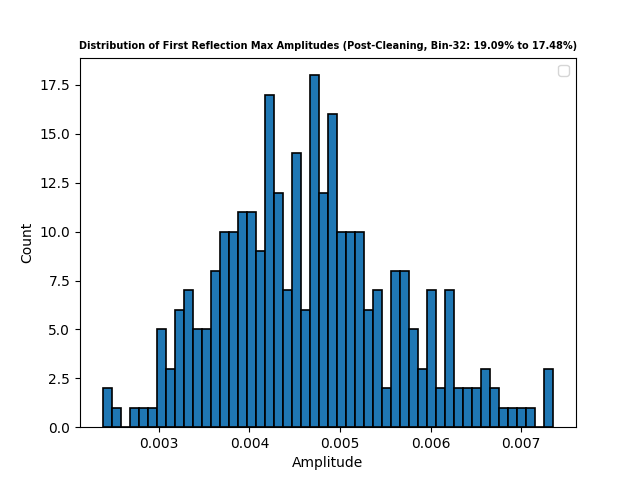 Distribution of First Reflection Max Amplitudes (Post-Cleaning, Bin-32: 19.09% to 17.48%)
17.5
15.0
12.5
10.0
7.5
5.0
2.5
0.0
Count
0.003 0.004 0.005 0.006 0.007
Amplitude